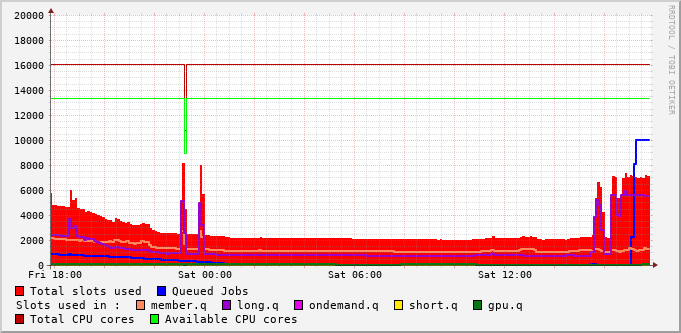 20000
18000
16000
14000
12000
10000
8000
6000
4000
2000
0
Fri 18:00 Sat 00:00 Sat 06:00 Sat 12:00
Total slots used Queued Jobs
Slots used in : member.q long.q ondemand.q short.q gpu.q
Total CPU cores Available CPU cores
RRDTOOL / TOBI OETIKER